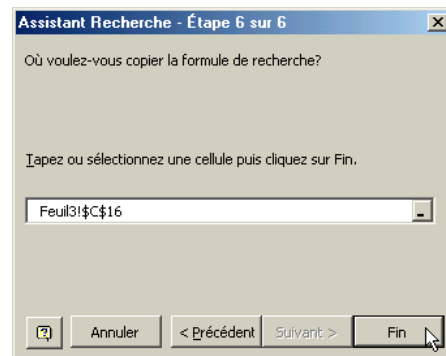 Assistant Recherche - Étape 6 sur 6
Où voulez-vous copier la formule de recherche?
Tapez ou sélectionnez une cellule puis cliquez sur Fin.
Feuil3!$C$16
Annuler
< Précédent
Suivant >
Fin